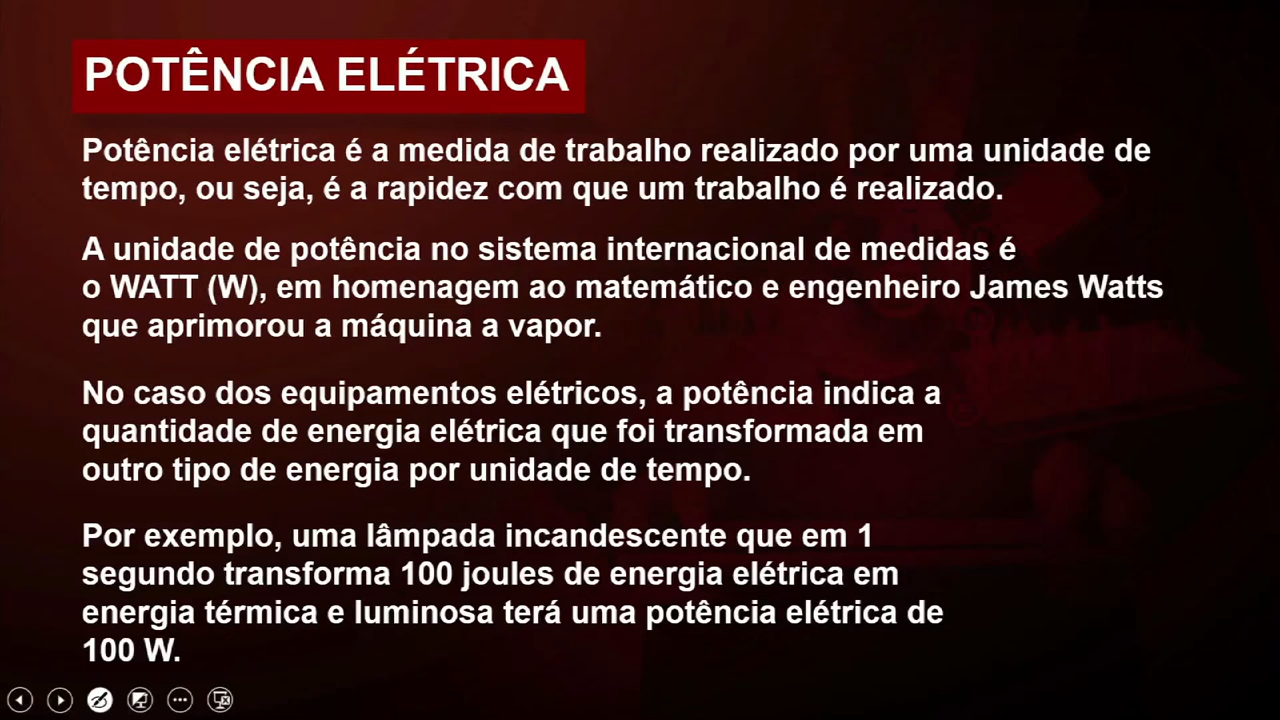 POTÊNCIA ELÉTRICA
Potência elétrica é a medida de trabalho realizado por uma unidade de
tempo, ou seja, é a rapidez com que um trabalho é realizado.
A unidade de potência no sistema internacional de medidas é
o WATT (W), em homenagem ao matemático e engenheiro James Watts
que aprimorou a máquina a vapor.
No caso dos equipamentos elétricos, a potência indica a
quantidade de energia elétrica que foi transformada em
outro tipo de energia por unidade de tempo.
Por exemplo, uma lâmpada incandescente que em 1
segundo transforma 100 joules de energia elétrica em
energia térmica e luminosa terá uma potência elétrica de
100 W.